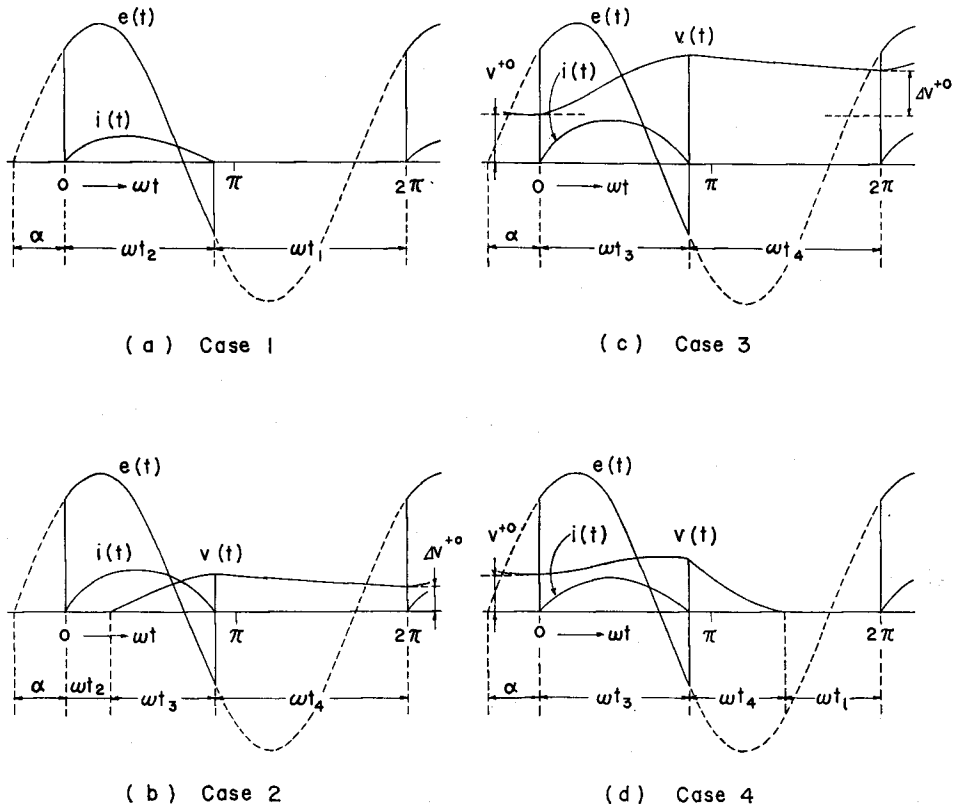 e(t)
i(t)
0 → ωt
π
2π
α
ωt₂
ωt₁
(a) Case 1
e(t)
v(t)
v⁺⁰
i(t)
Δv⁺⁰
0 → ωt
π
2π
α
ωt₃
ωt₄
(c) Case 3
e(t)
i(t)
v(t)
Δv⁺⁰
0 → ωt
π
2π
α
ωt₂
ωt₃
ωt₄
(b) Case 2
e(t)
v⁺⁰
i(t)
v(t)
0 → ωt
π
2π
α
ωt₃
ωt₄
ωt₁
(d) Case 4